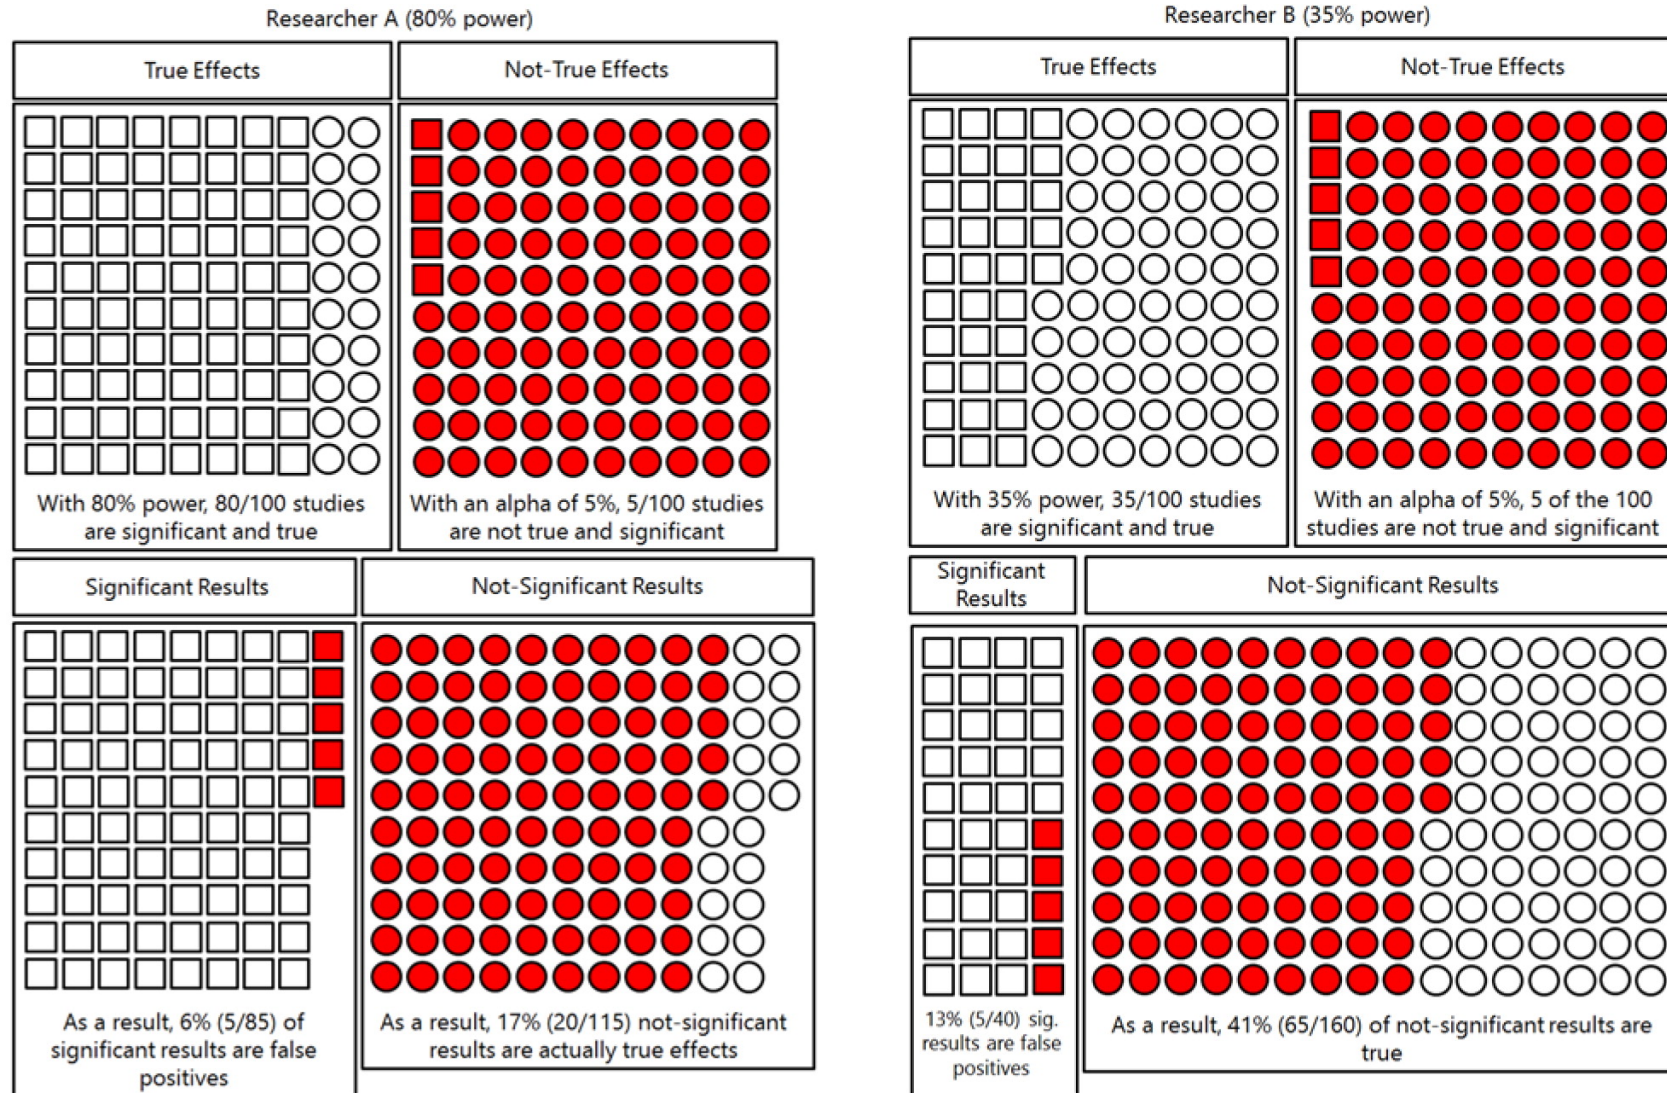 Researcher A (80% power)
True Effects
Not-True Effects
With 80% power, 80/100 studies
are significant and true
With an alpha of 5%, 5/100 studies
are not true and significant
Significant Results
Not-Significant Results
As a result, 6% (5/85) of
significant results are false
positives
As a result, 17% (20/115) not-significant
results are actually true effects
Researcher B (35% power)
True Effects
Not-True Effects
With 35% power, 35/100 studies
are significant and true
With an alpha of 5%, 5 of the 100
studies are not true and significant
Significant
Results
Not-Significant Results
13% (5/40) sig.
results are false
positives
As a result, 41% (65/160) of not-significant results are
true